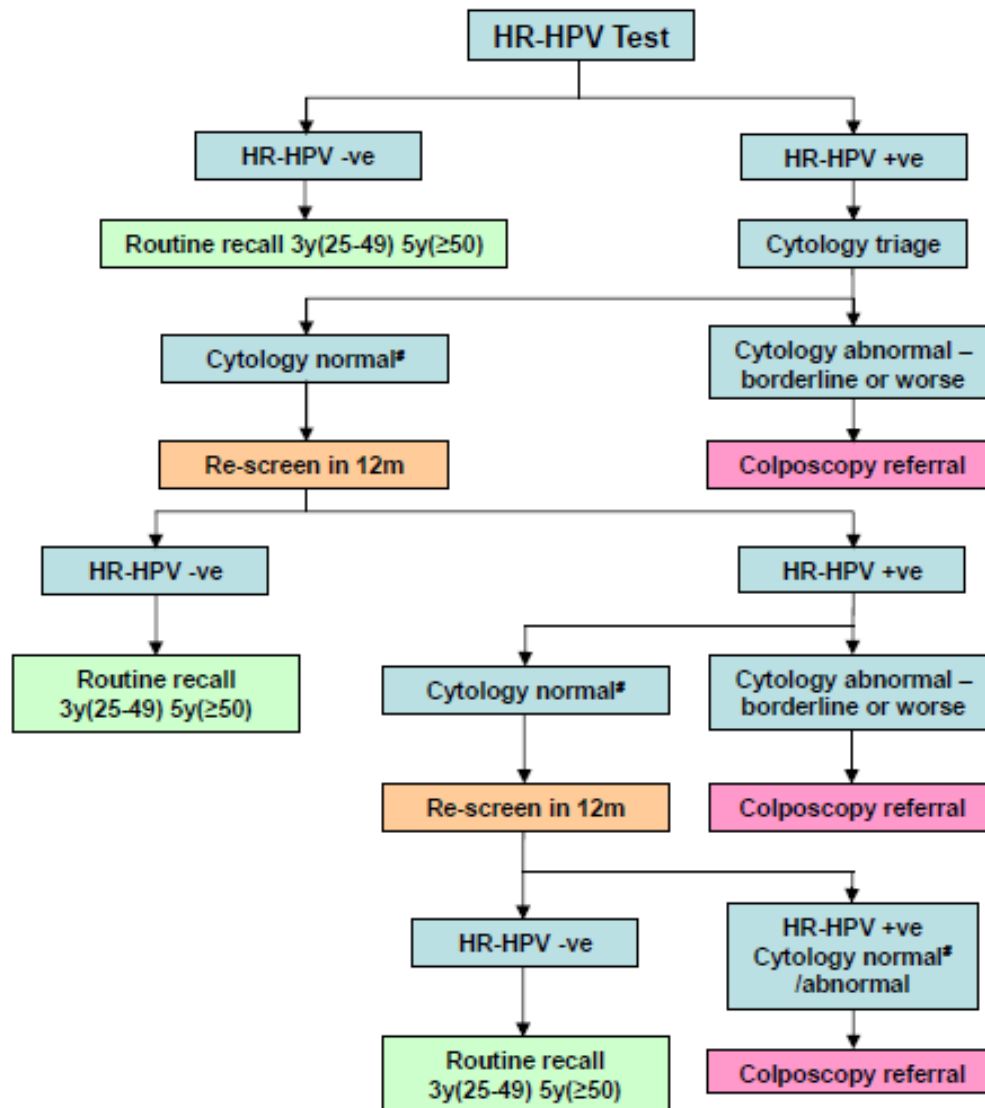 HR-HPV Test
HR-HPV -ve
HR-HPV +ve
Routine recall 3y(25-49) 5y(≥50)
Cytology triage
Cytology normal#
Cytology abnormal –
borderline or worse
Re-screen in 12m
Colposcopy referral
HR-HPV -ve
HR-HPV +ve
Routine recall
3y(25-49) 5y(≥50)
Cytology normal#
Cytology abnormal –
borderline or worse
Re-screen in 12m
Colposcopy referral
HR-HPV -ve
HR-HPV +ve
Cytology normal#
/abnormal
Routine recall
3y(25-49) 5y(≥50)
Colposcopy referral